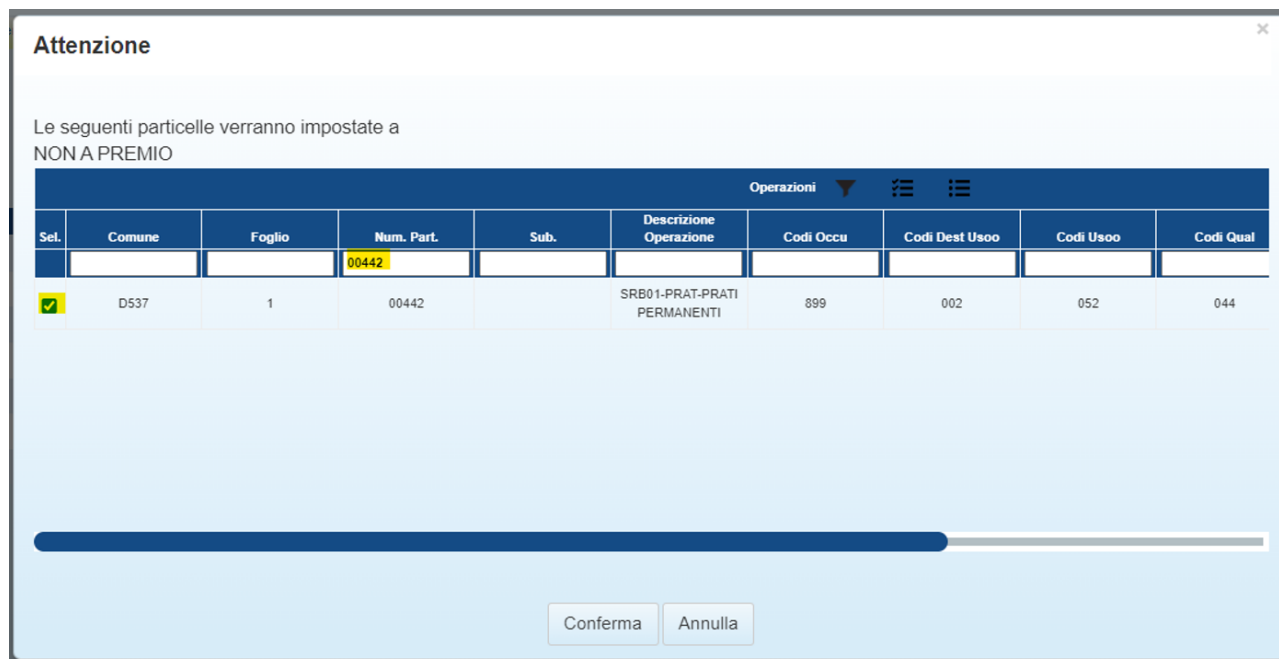 ×
Attenzione
Le seguenti particelle verranno impostate a
NON A PREMIO
Operazioni
Sel. Comune Foglio Num. Part. Sub. Descrizione Operazione Codi Occu Codi Dest Usoo Codi Usoo Codi Qual
00442
D537 1 00442 SRB01-PRAT-PRATI PERMANENTI 899 002 052 044
Conferma Annulla